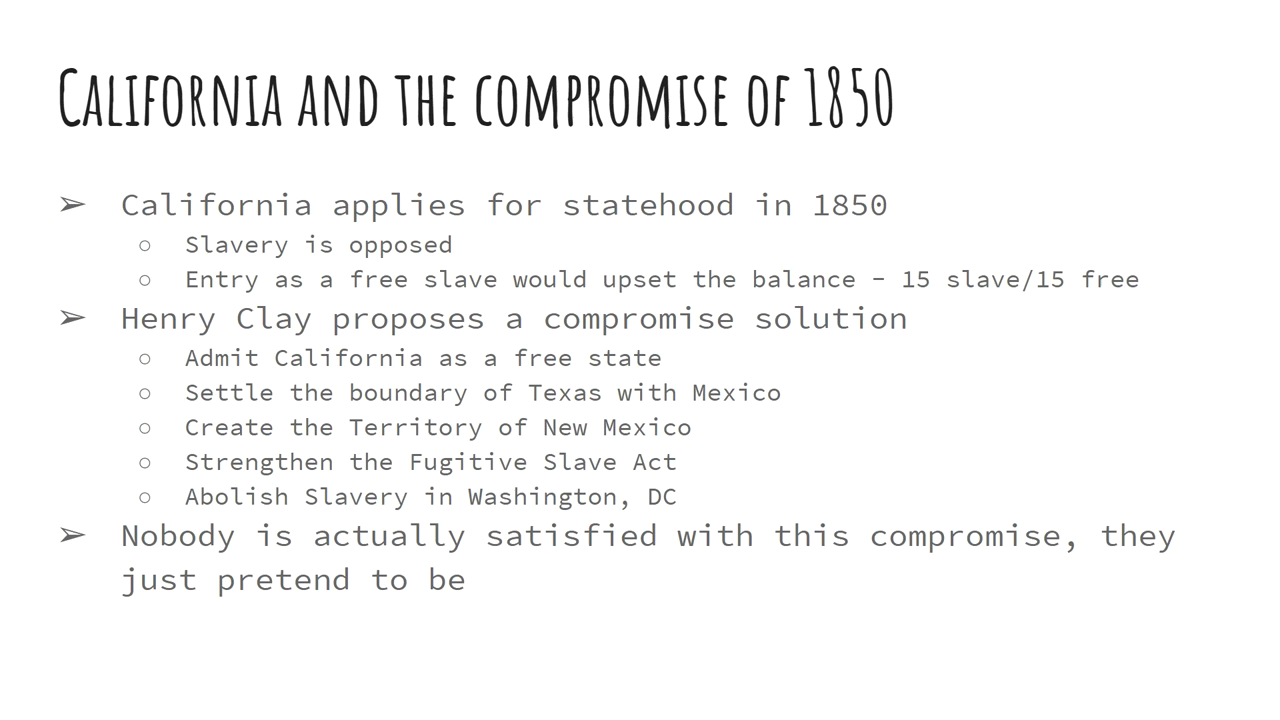 California and the compromise of 1850
➢ California applies for statehood in 1850
○ Slavery is opposed
○ Entry as a free slave would upset the balance – 15 slave/15 free
➢ Henry Clay proposes a compromise solution
○ Admit California as a free state
○ Settle the boundary of Texas with Mexico
○ Create the Territory of New Mexico
○ Strengthen the Fugitive Slave Act
○ Abolish Slavery in Washington, DC
➢ Nobody is actually satisfied with this compromise, they
just pretend to be